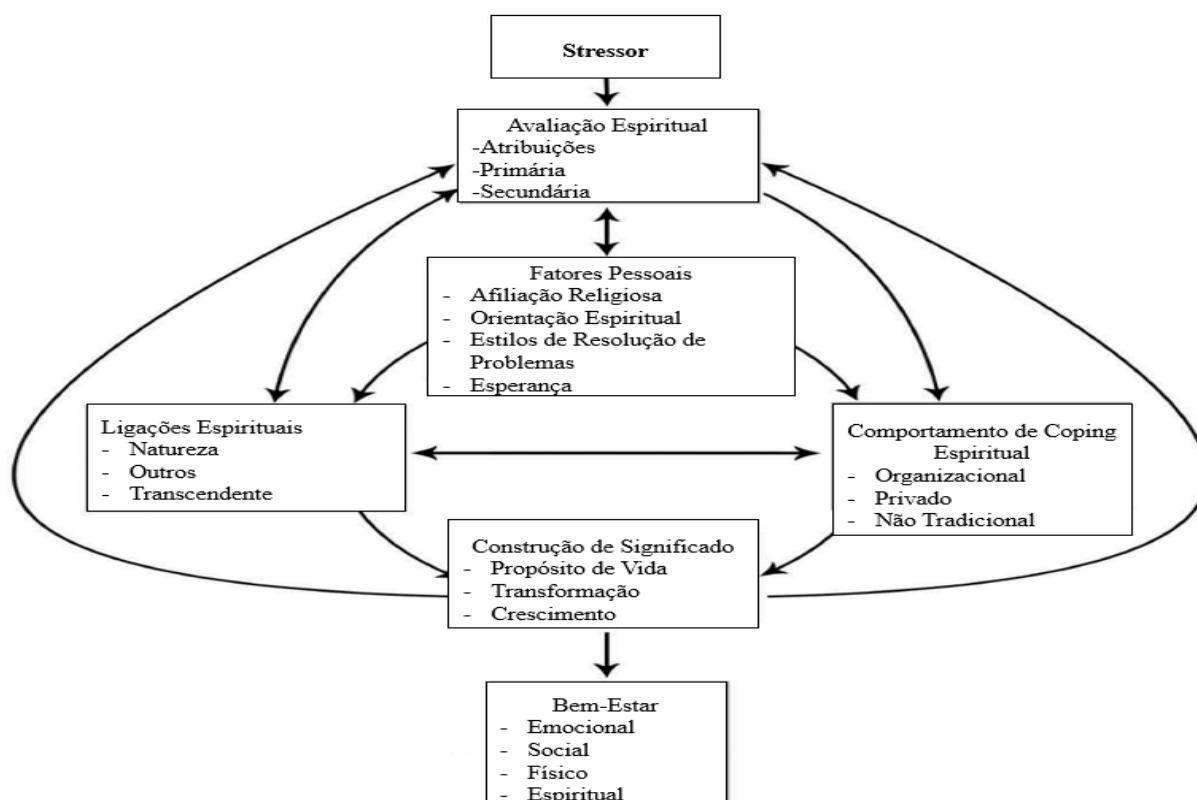 Stressor
Avaliação Espiritual
-Atribuições
-Primária
-Secundária
Fatores Pessoais
- Afiliação Religiosa
- Orientação Espiritual
- Estilos de Resolução de
Problemas
- Esperança
Ligações Espirituais
- Natureza
- Outros
- Transcendente
Comportamento de Coping
Espiritual
- Organizacional
- Privado
- Não Tradicional
Construção de Significado
- Propósito de Vida
- Transformação
- Crescimento
Bem-Estar
- Emocional
- Social
- Físico
- Espiritual